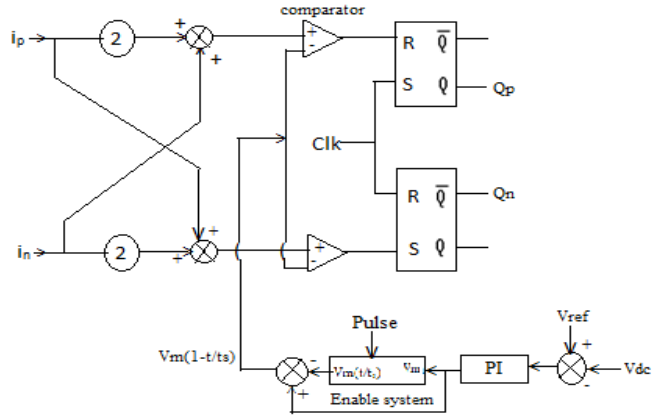 comparator
iₚ
2
+
+
+
-
R
Q̅
S
Q
Qp
Clk
R
Q̅
Qn
S
Q
iₙ
2
+
+
+
-
Pulse
Vref
Vm(1-t/ts)
-
Vm(t/tₛ)
Vm
PI
+
Vdc
-
+
Enable system